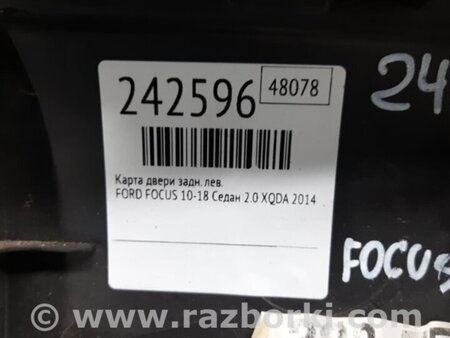 242596
48078
24
Карта двери задн. лев.
FORD FOCUS 10-18 Седан 2.0 XQDA 2014
FOCUS
www.razborki.com